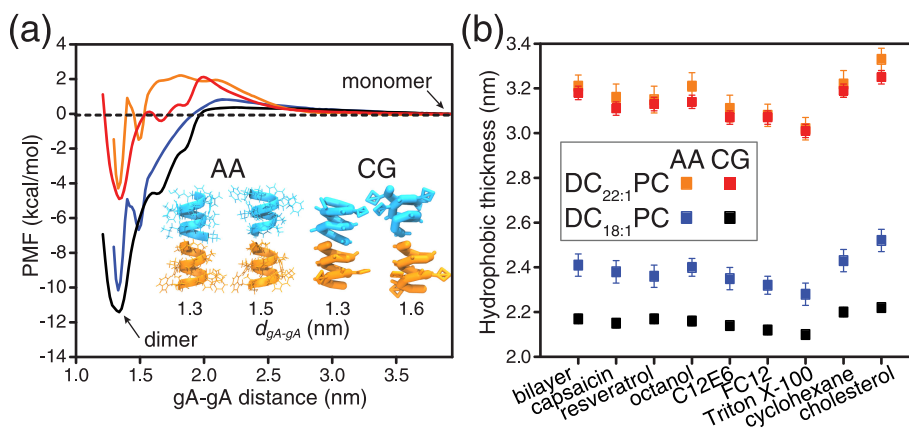 (a)
PMF (kcal/mol)
4
2
0
-2
-4
-6
-8
-10
-12
-14
1.0 1.5 2.0 2.5 3.0 3.5
gA-gA distance (nm)
monomer
dimer
AA CG
1.3 1.5 1.3 1.6
dgA-gA (nm)
(b)
Hydrophobic thickness (nm)
3.4
3.2
3.0
2.8
2.6
2.4
2.2
2.0
AA CG
DC22:1PC
DC18:1PC
bilayer
capsaicin
resveratrol
octanol
C12E6
FC12
Triton X-100
cyclohexane
cholesterol